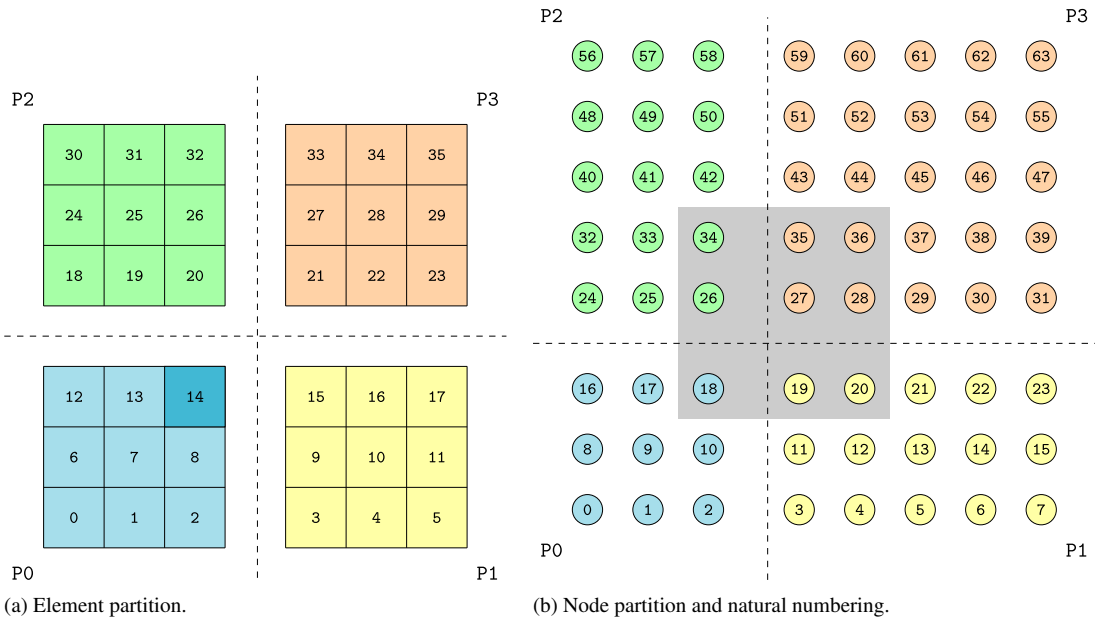 P2 P3
30 31 32 33 34 35
24 25 26 27 28 29
18 19 20 21 22 23
12 13 14 15 16 17
6 7 8 9 10 11
0 1 2 3 4 5
P0 P1
(a) Element partition.
P2 P3
56 57 58 59 60 61 62 63
48 49 50 51 52 53 54 55
40 41 42 43 44 45 46 47
32 33 34 35 36 37 38 39
24 25 26 27 28 29 30 31
16 17 18 19 20 21 22 23
8 9 10 11 12 13 14 15
0 1 2 3 4 5 6 7
P0 P1
(b) Node partition and natural numbering.